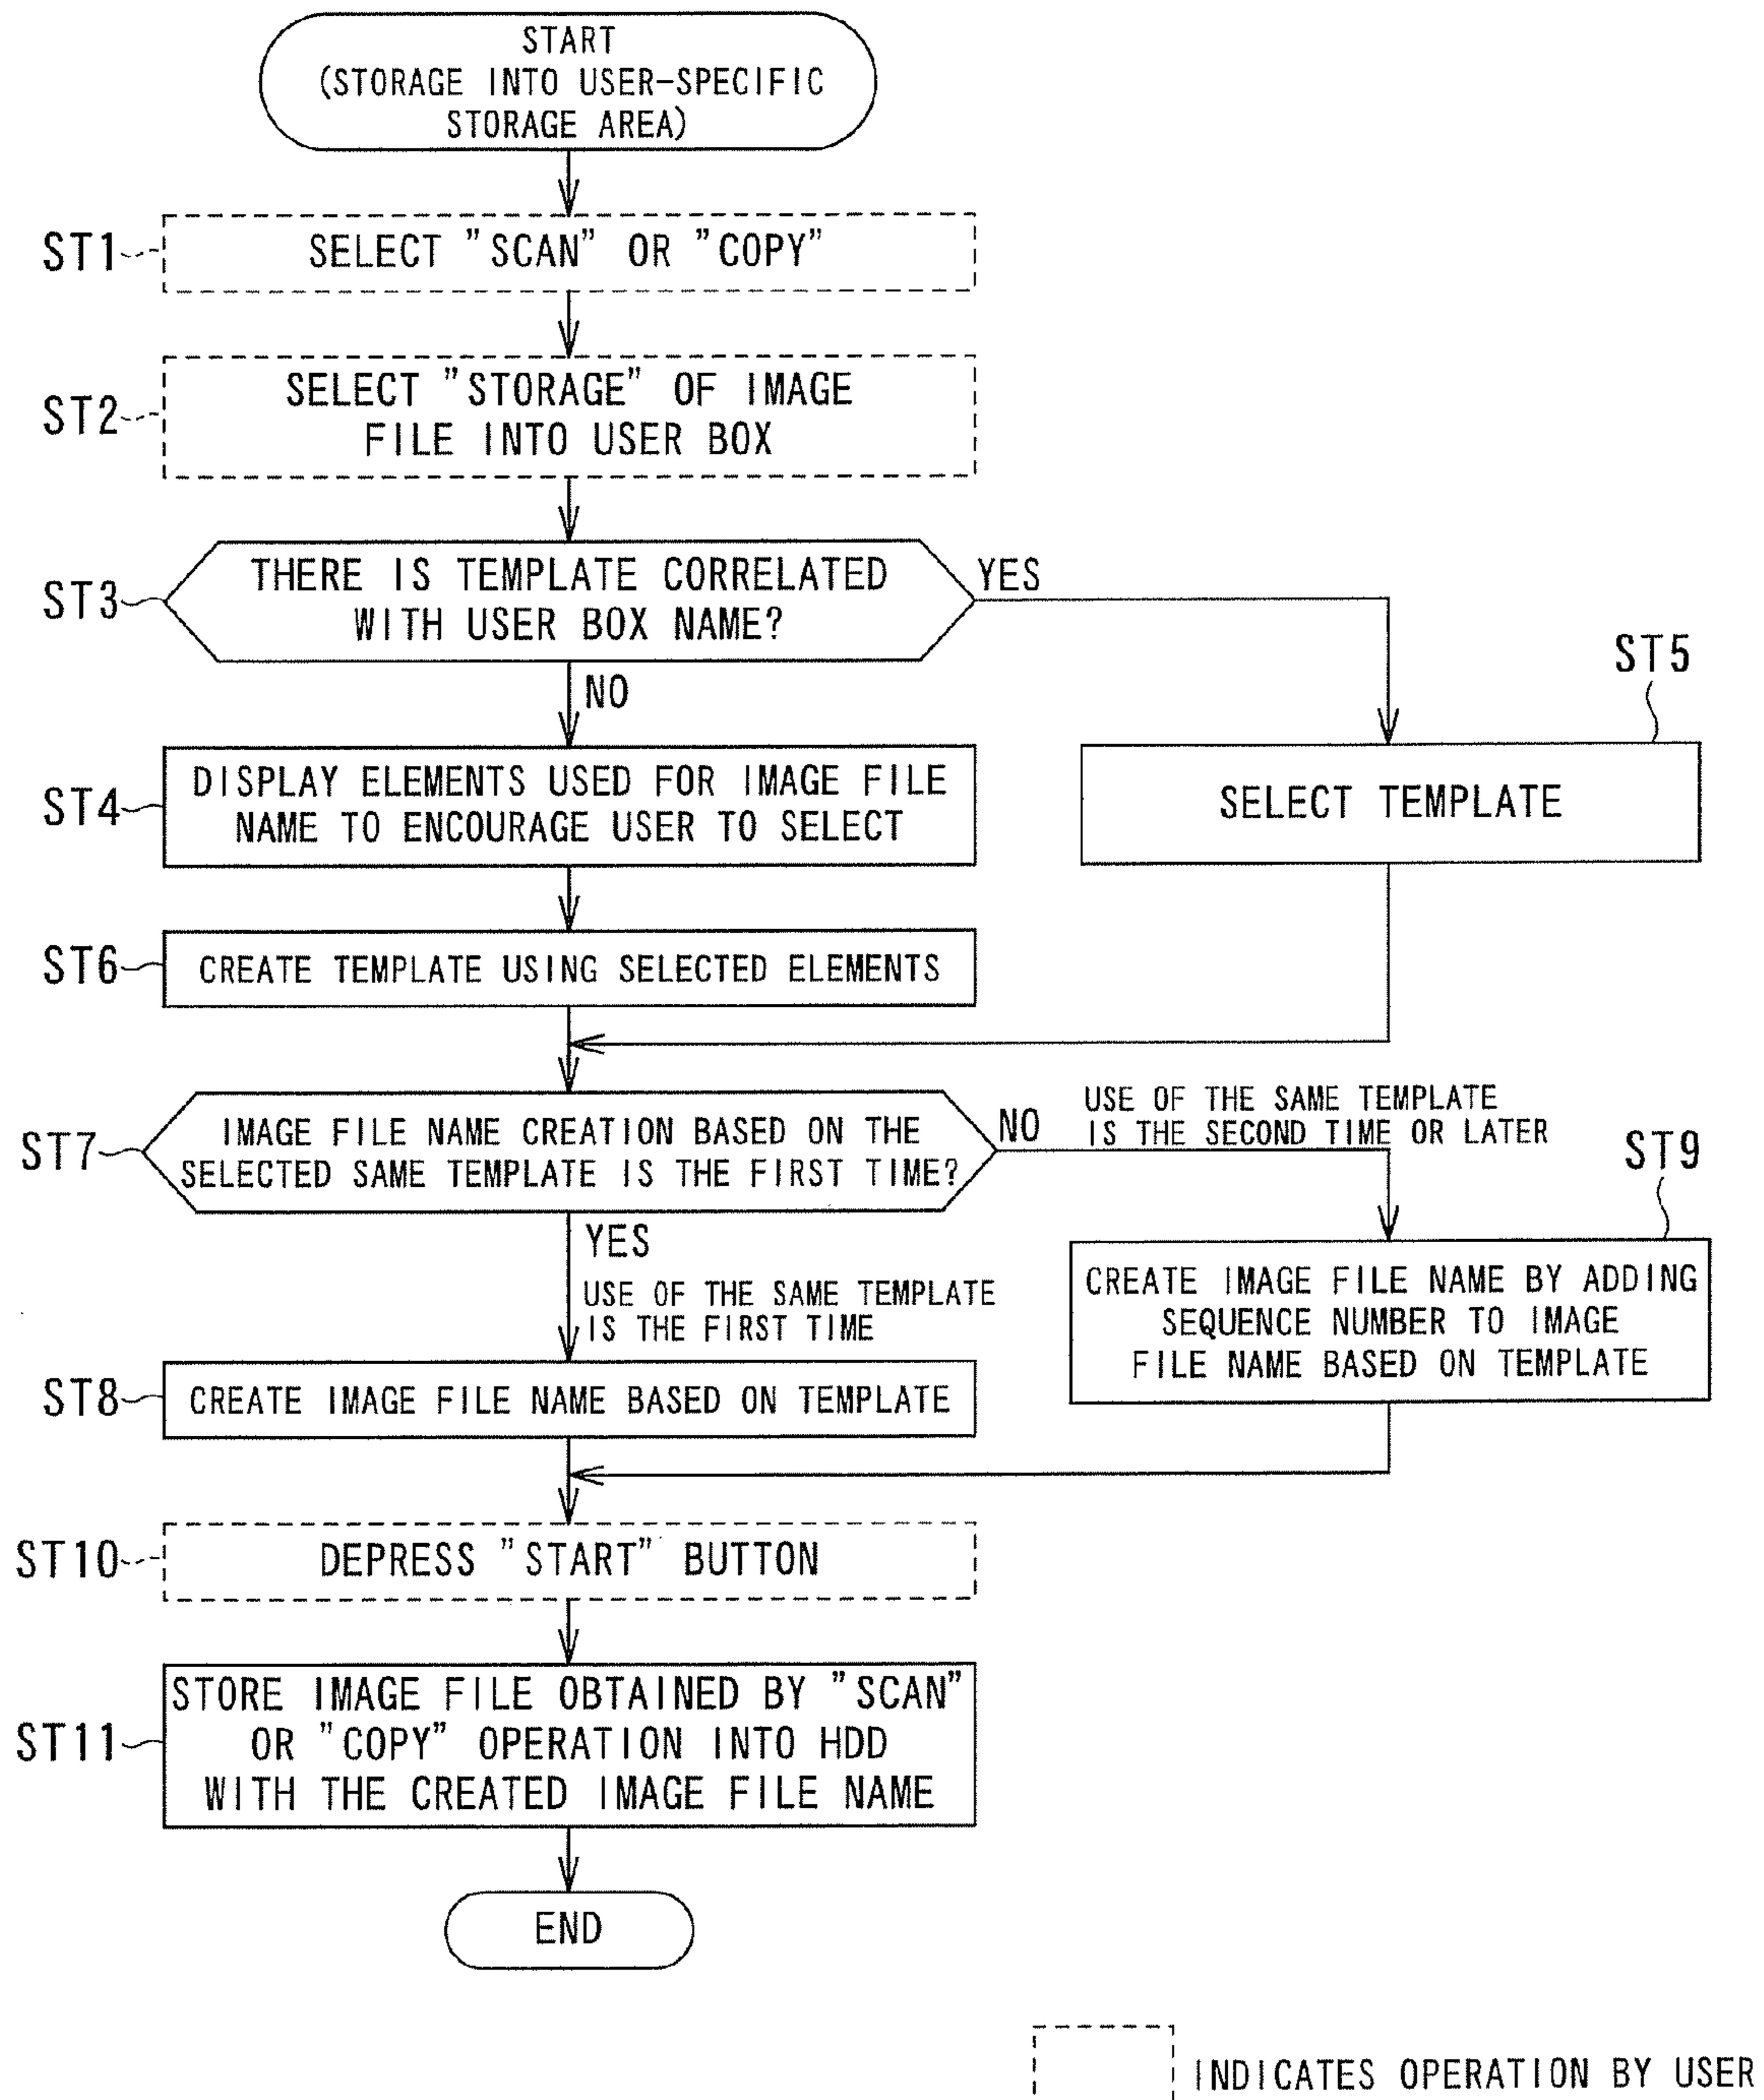 START
(STORAGE INTO USER-SPECIFIC
STORAGE AREA)
ST1
SELECT "SCAN" OR "COPY"
ST2
SELECT "STORAGE" OF IMAGE
FILE INTO USER BOX
ST3
THERE IS TEMPLATE CORRELATED
WITH USER BOX NAME?
YES
NO
ST4
DISPLAY ELEMENTS USED FOR IMAGE FILE
NAME TO ENCOURAGE USER TO SELECT
ST5
SELECT TEMPLATE
ST6
CREATE TEMPLATE USING SELECTED ELEMENTS
ST7
IMAGE FILE NAME CREATION BASED ON THE
SELECTED SAME TEMPLATE IS THE FIRST TIME?
NO
USE OF THE SAME TEMPLATE
IS THE SECOND TIME OR LATER
YES
USE OF THE SAME TEMPLATE
IS THE FIRST TIME
ST8
CREATE IMAGE FILE NAME BASED ON TEMPLATE
ST9
CREATE IMAGE FILE NAME BY ADDING
SEQUENCE NUMBER TO IMAGE
FILE NAME BASED ON TEMPLATE
ST10
DEPRESS "START" BUTTON
ST11
STORE IMAGE FILE OBTAINED BY "SCAN"
OR "COPY" OPERATION INTO HDD
WITH THE CREATED IMAGE FILE NAME
END
INDICATES OPERATION BY USER